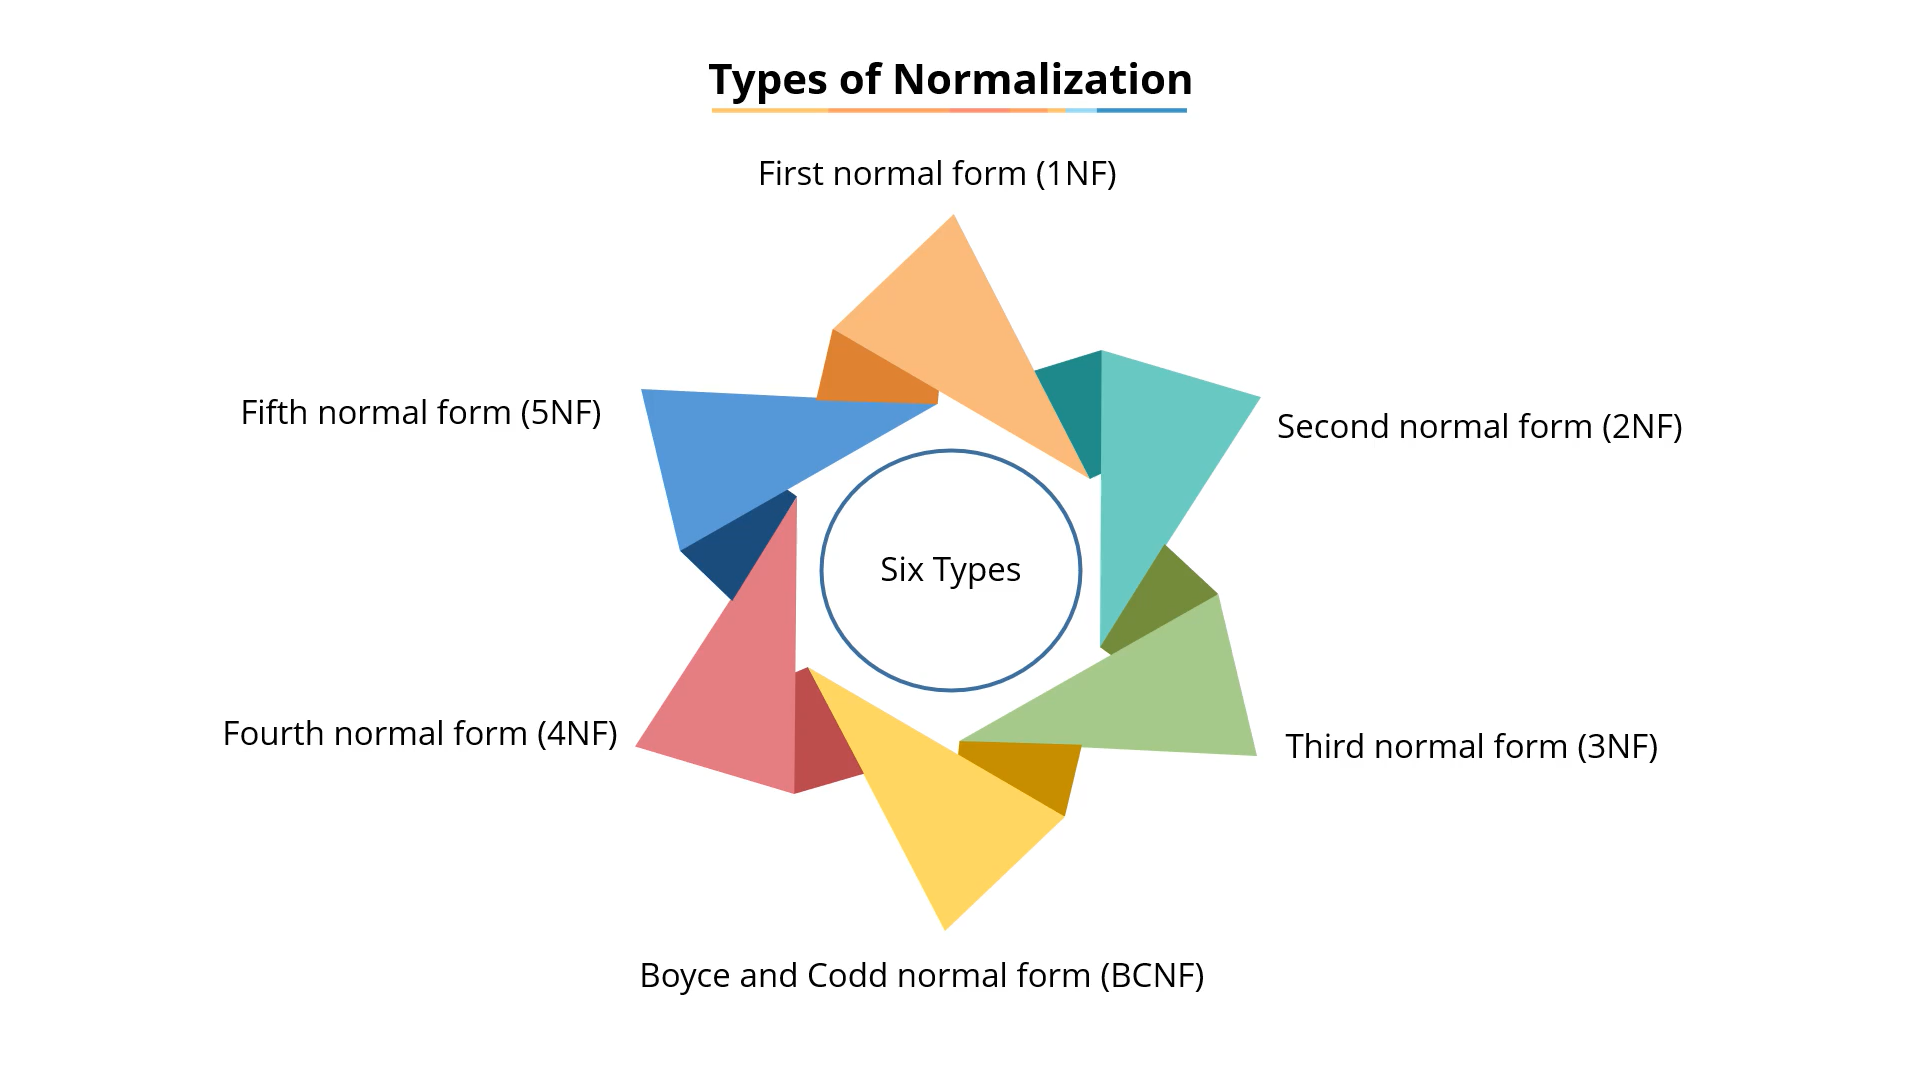 Types of Normalization
First normal form (1NF)
Second normal form (2NF)
Third normal form (3NF)
Boyce and Codd normal form (BCNF)
Fourth normal form (4NF)
Fifth normal form (5NF)
Six Types